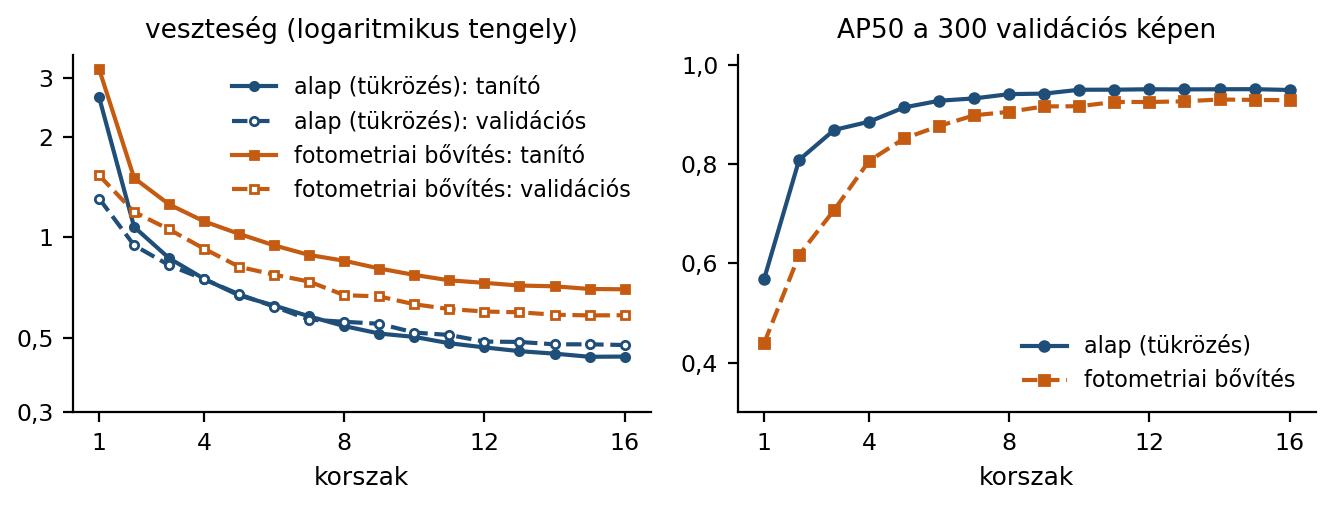 veszteség (logaritmikus tengely)
3
2
1
0,5
0,3
alap (tükrözés): tanító
alap (tükrözés): validációs
fotometriai bővítés: tanító
fotometriai bővítés: validációs
1 4 8 12 16
korszak
AP50 a 300 validációs képen
1,0
0,8
0,6
0,4
alap (tükrözés)
fotometriai bővítés
1 4 8 12 16
korszak